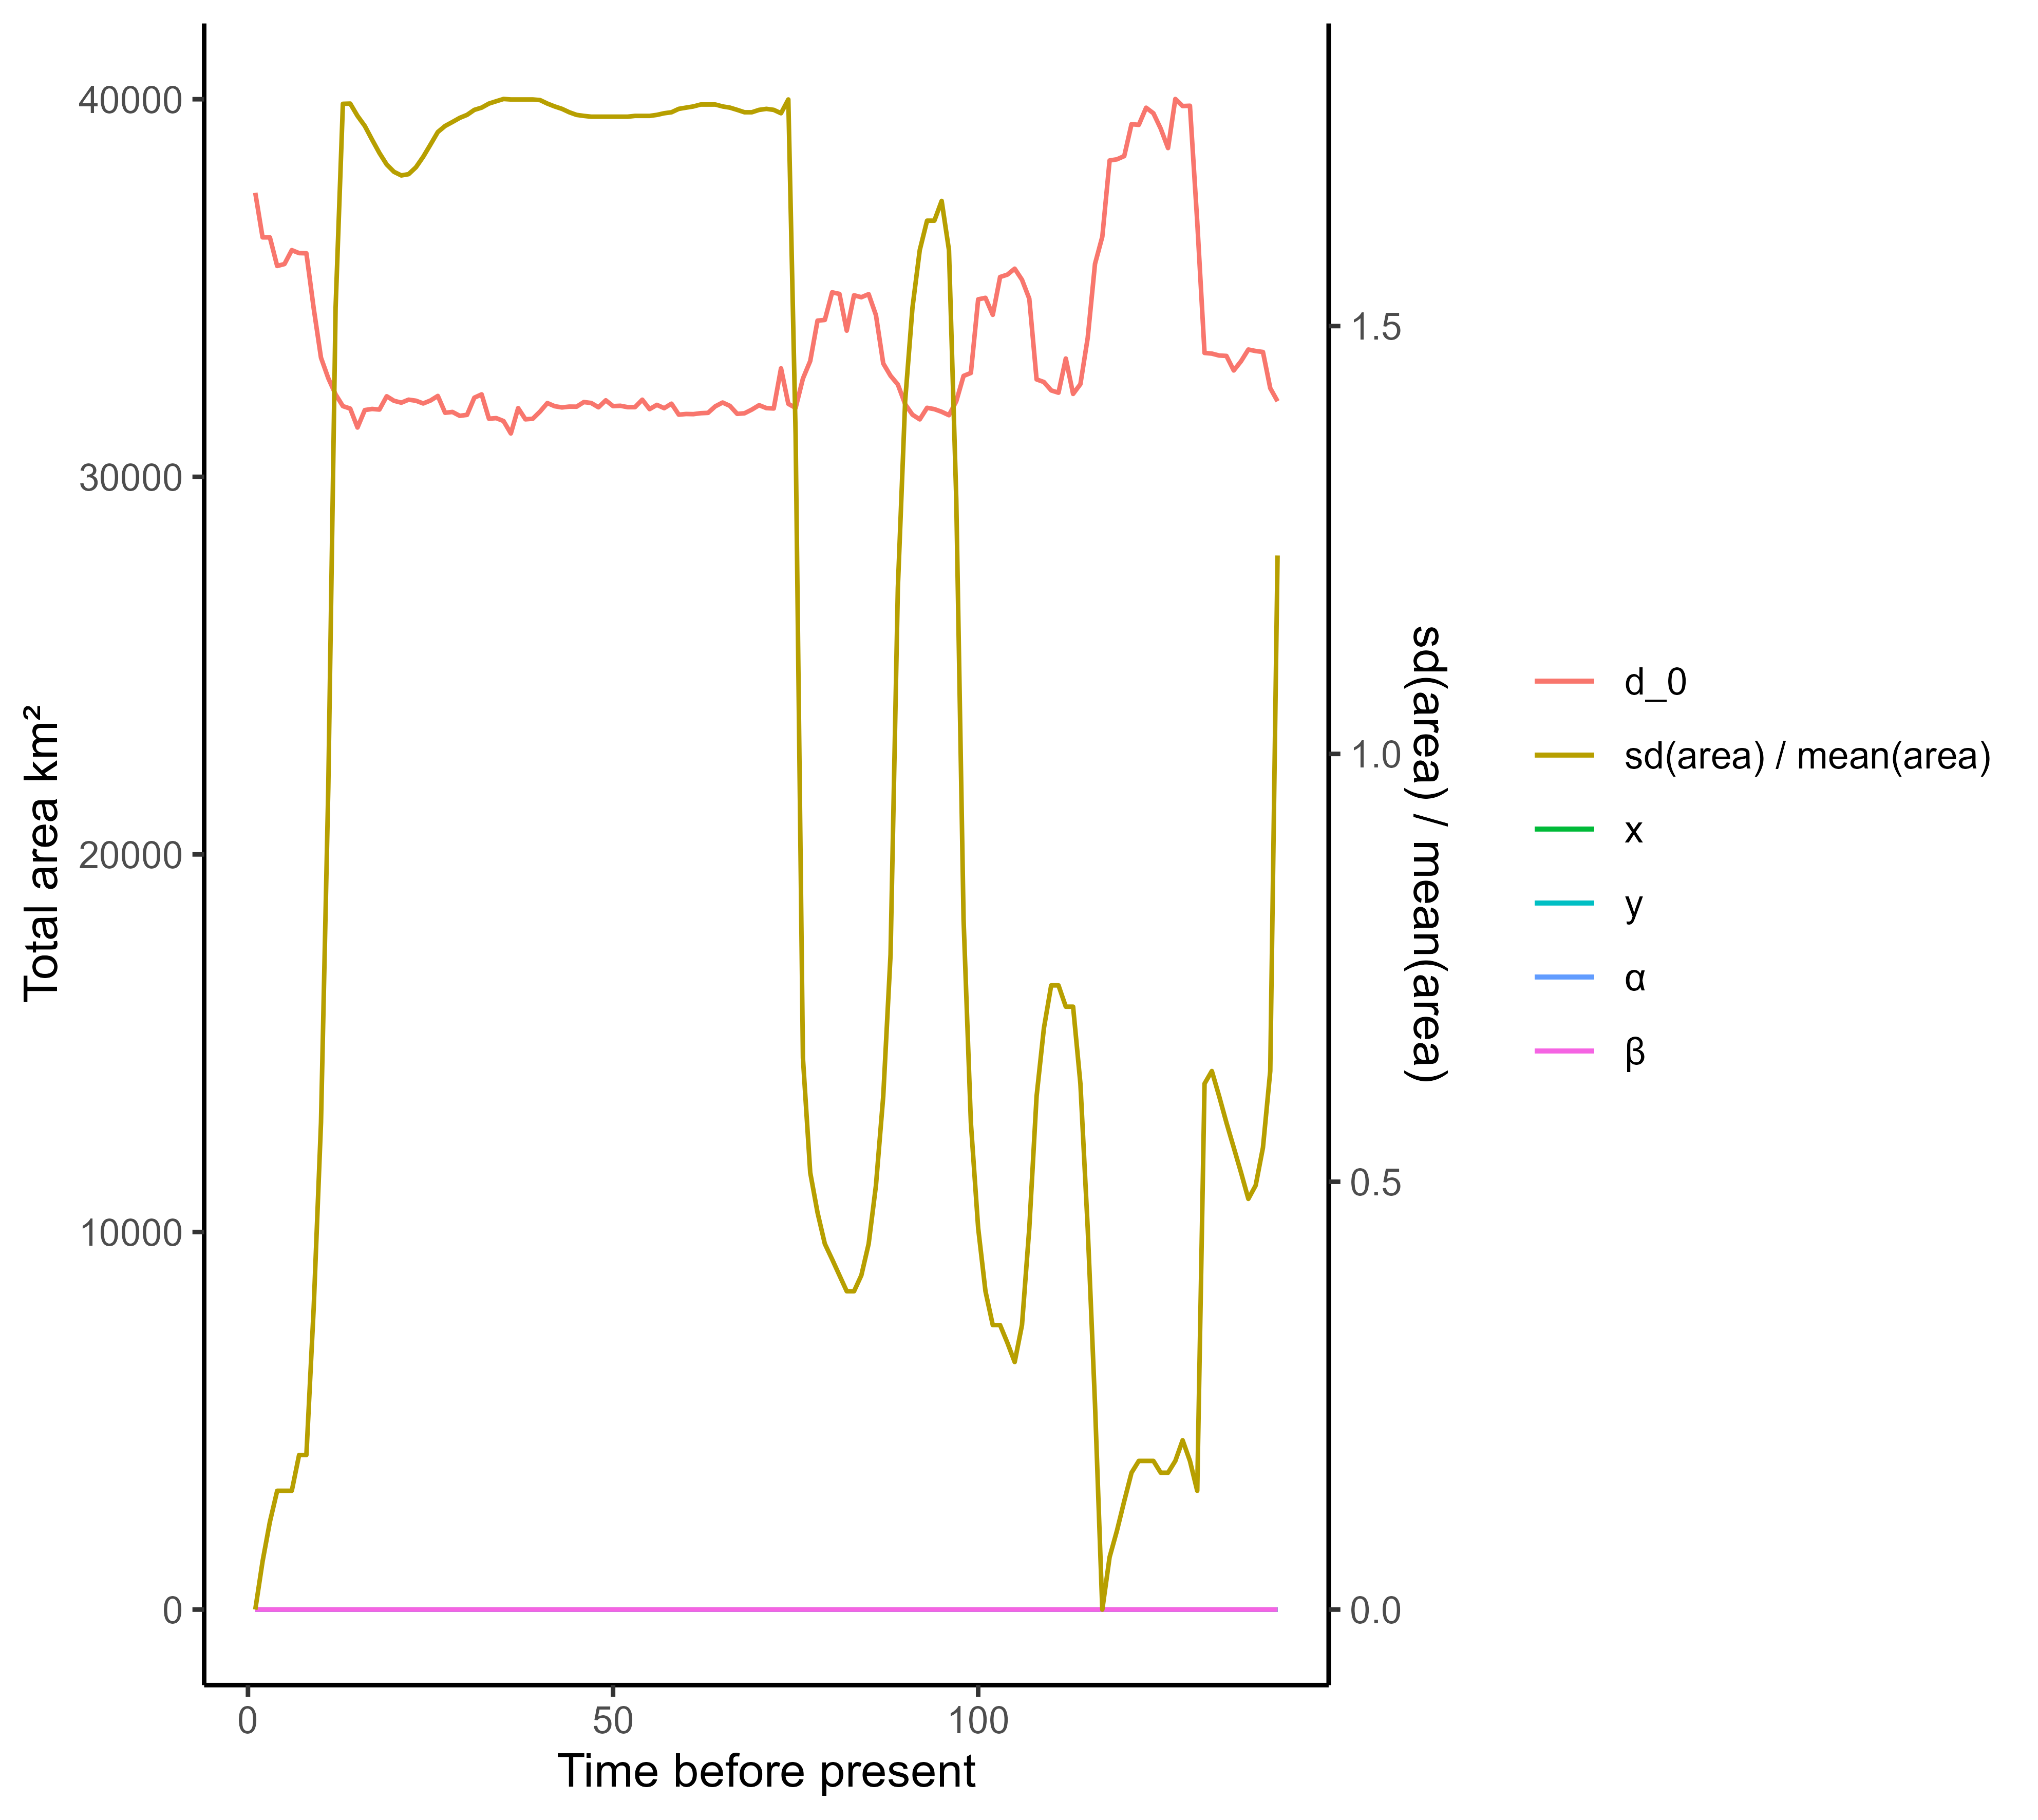 40000
30000
20000
10000
0
Total area km²
0
50
100
Time before present
1.5
1.0
0.5
0.0
sd(area) / mean(area)
d_0
sd(area) / mean(area)
x
y
α
β